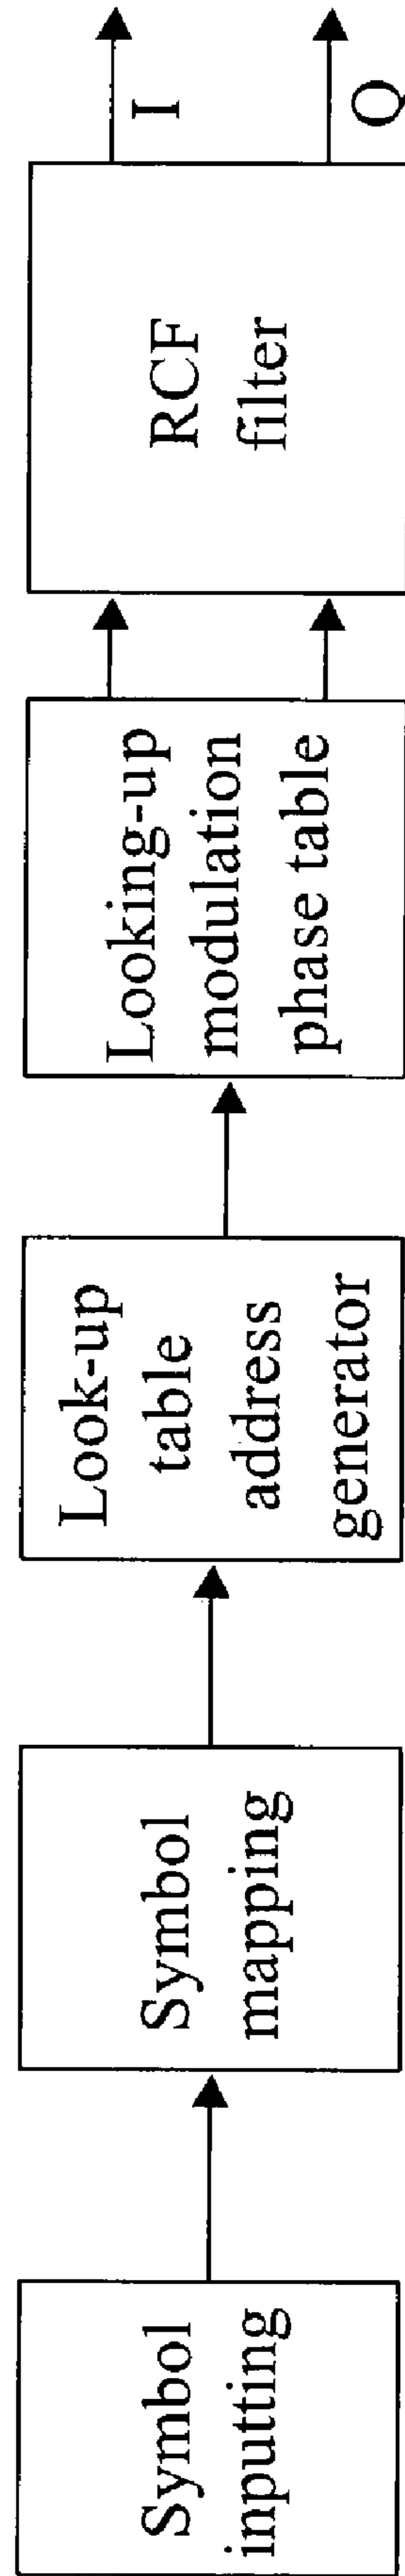 Symbol
inputting
Symbol
mapping
Look-up
table
address
generator
Looking-up
modulation
phase table
RCF
filter
I
Q